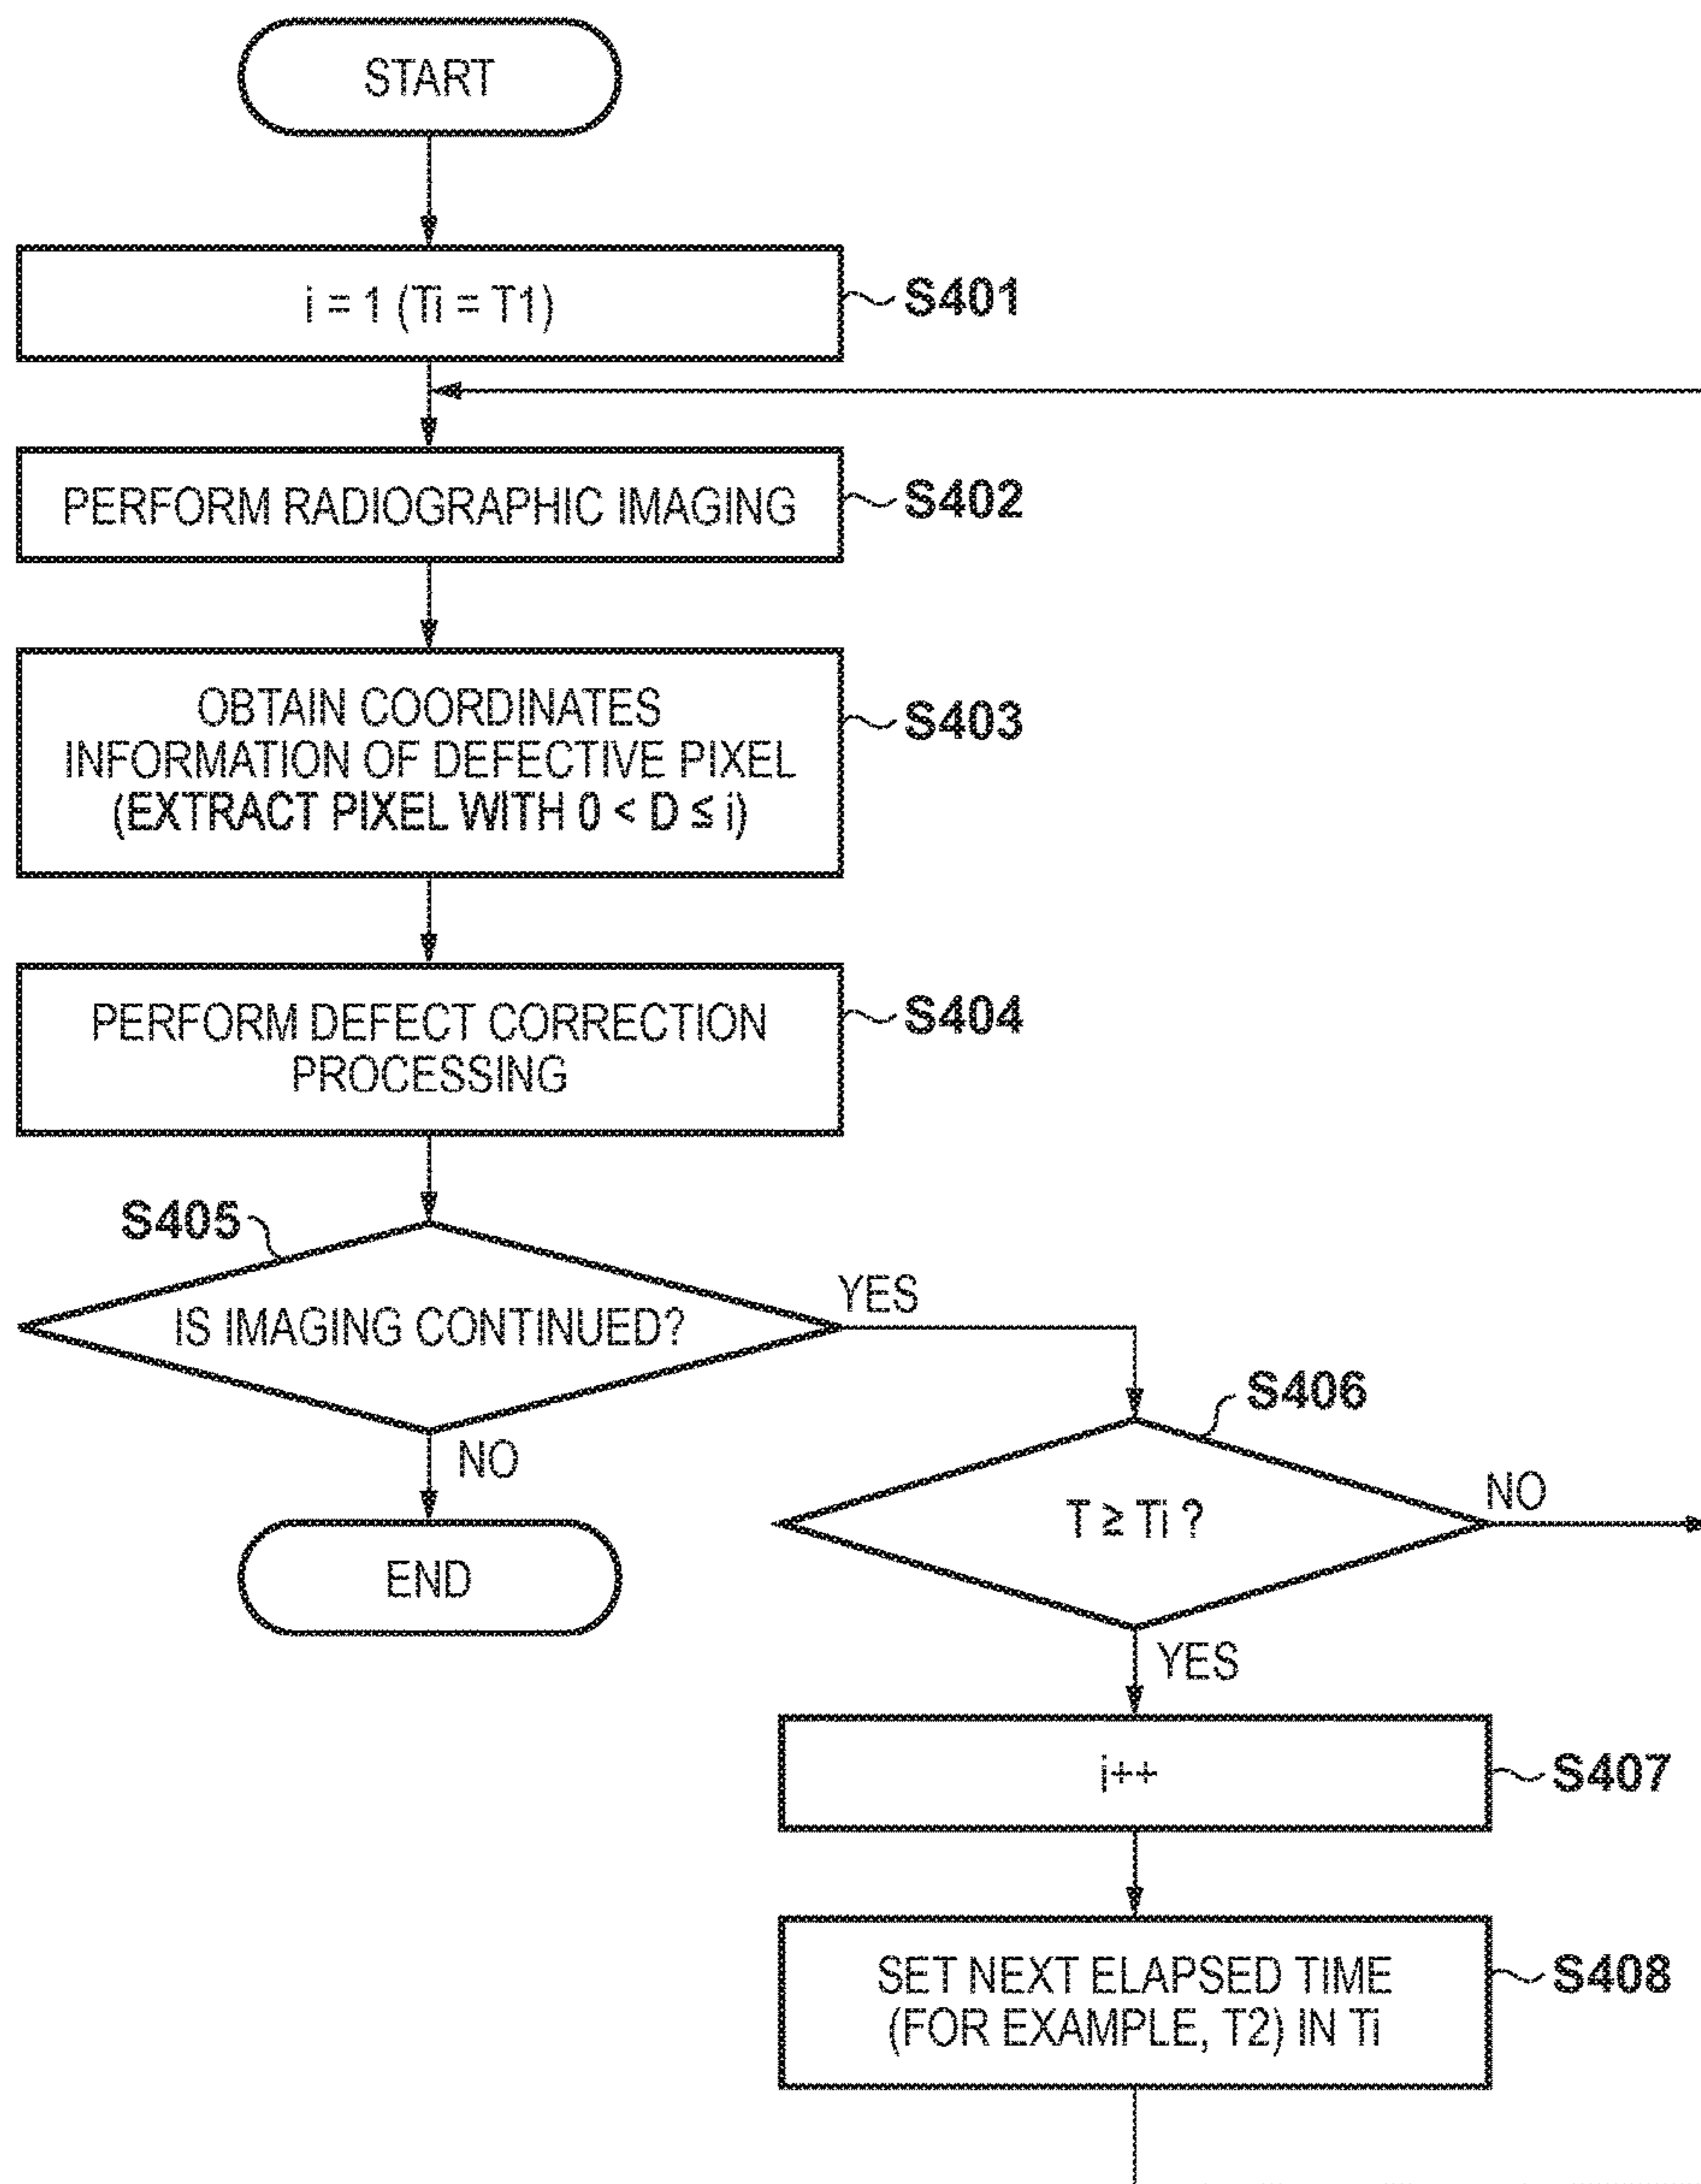 START
i = 1 (Ti = T1)
S401
PERFORM RADIOGRAPHIC IMAGING
S402
OBTAIN COORDINATES
INFORMATION OF DEFECTIVE PIXEL
(EXTRACT PIXEL WITH 0 < D ≤ i)
S403
PERFORM DEFECT CORRECTION
PROCESSING
S404
S405
IS IMAGING CONTINUED?
YES
NO
END
S406
T ≥ Ti ?
NO
YES
i++
S407
SET NEXT ELAPSED TIME
(FOR EXAMPLE, T2) IN Ti
S408